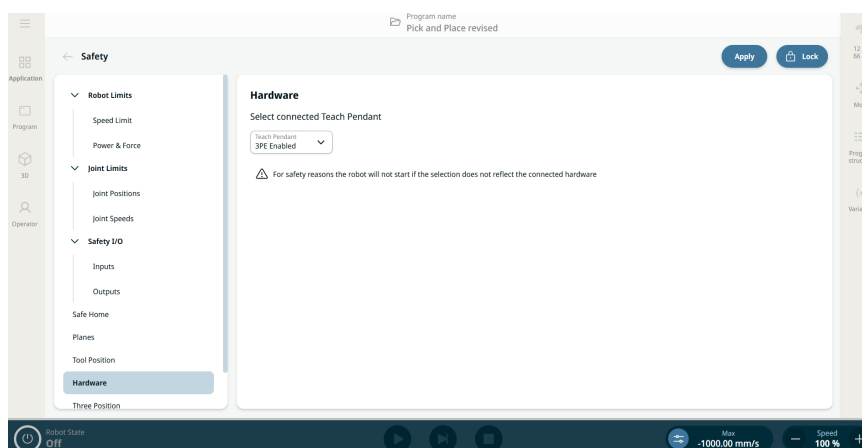 Program name
Pick and Place revised
Safety
Apply
Lock
12
66
Application
Program
3D
Operator
Robot Limits
Speed Limit
Power & Force
Joint Limits
Joint Positions
Joint Speeds
Safety I/O
Inputs
Outputs
Safe Home
Planes
Tool Position
Hardware
Three Position
Hardware
Select connected Teach Pendant
Teach Pendant
3PE Enabled
For safety reasons the robot will not start if the selection does not reflect the connected hardware
Robot State
Off
Max
-1000.00 mm/s
Speed
100 %